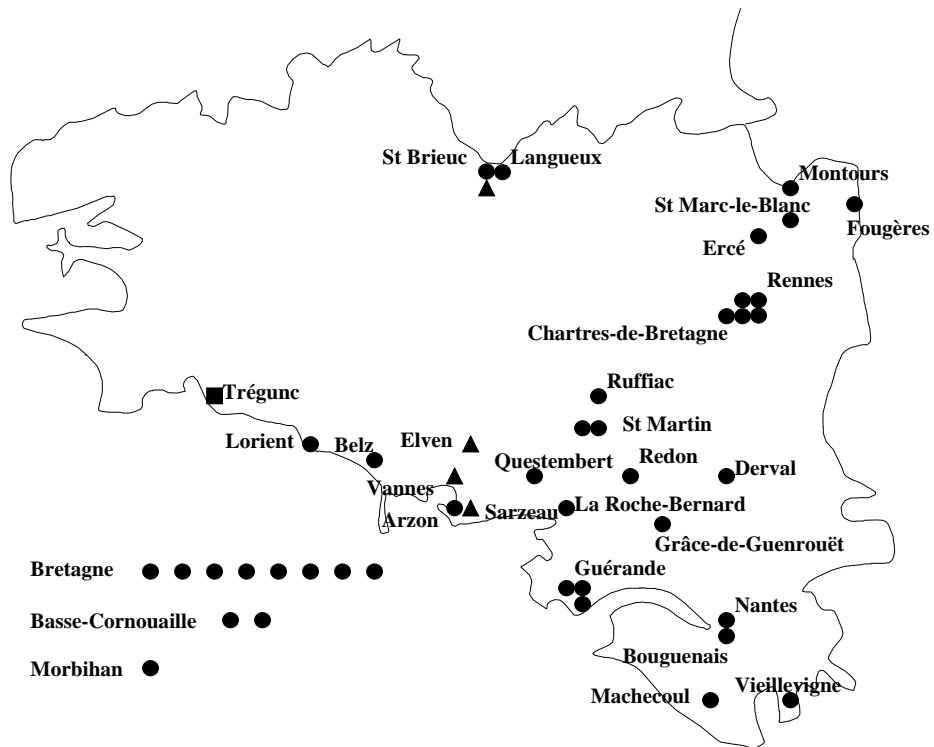 St Brieuc
Langueux
Montours
St Marc-le-Blanc
Fougères
Ercé
Rennes
Chartres-de-Bretagne
Ruffiac
Trégunc
St Martin
Lorient
Belz
Elven
Questembert
Redon
Derval
Vannes
La Roche-Bernard
Arzon
Sarzeau
Grâce-de-Guenrouët
Bretagne
Guérande
Nantes
Basse-Cornouaille
Bouguenais
Morbihan
Machecoul
Vieillevigne